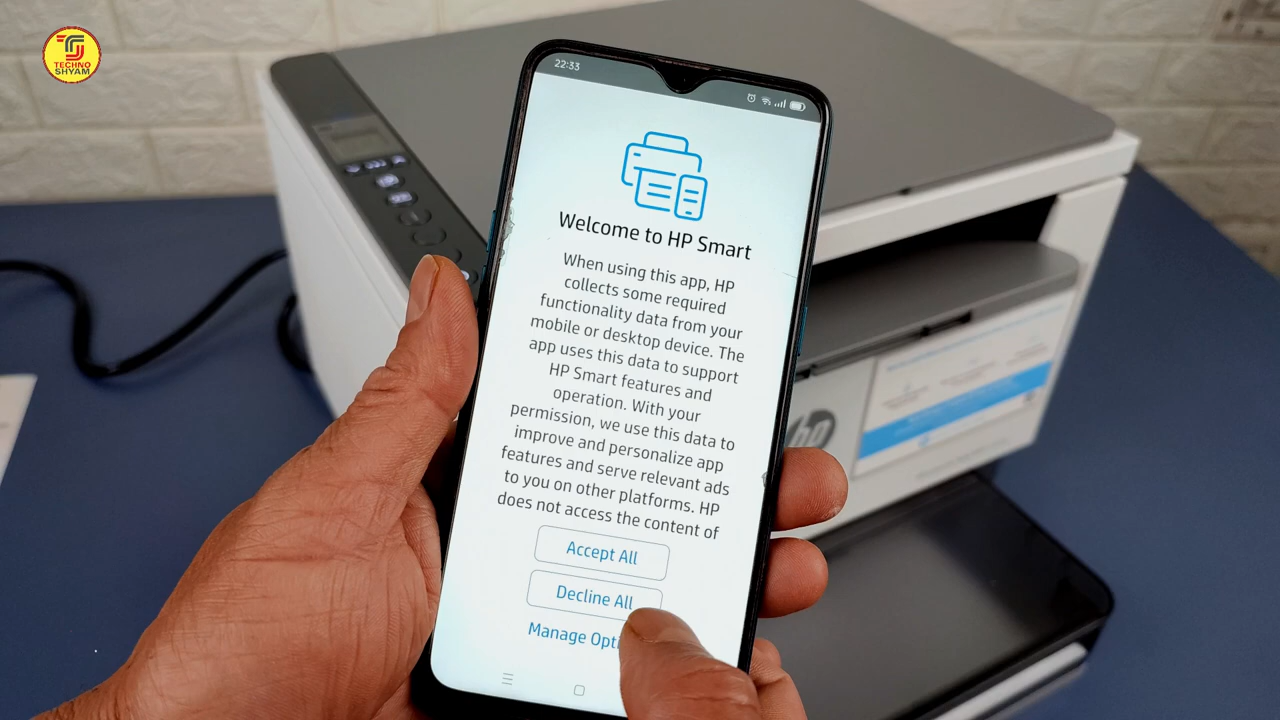 TECHNO
SHYAM
22:33
Welcome to HP Smart
When using this app, HP
collects some required
functionality data from your
mobile or desktop device. The
app uses this data to support
HP Smart features and
operation. With your
permission, we use this data to
improve and personalize app
features and serve relevant ads
to you on other platforms. HP
does not access the content of
Accept All
Decline All
Manage Opti
hp